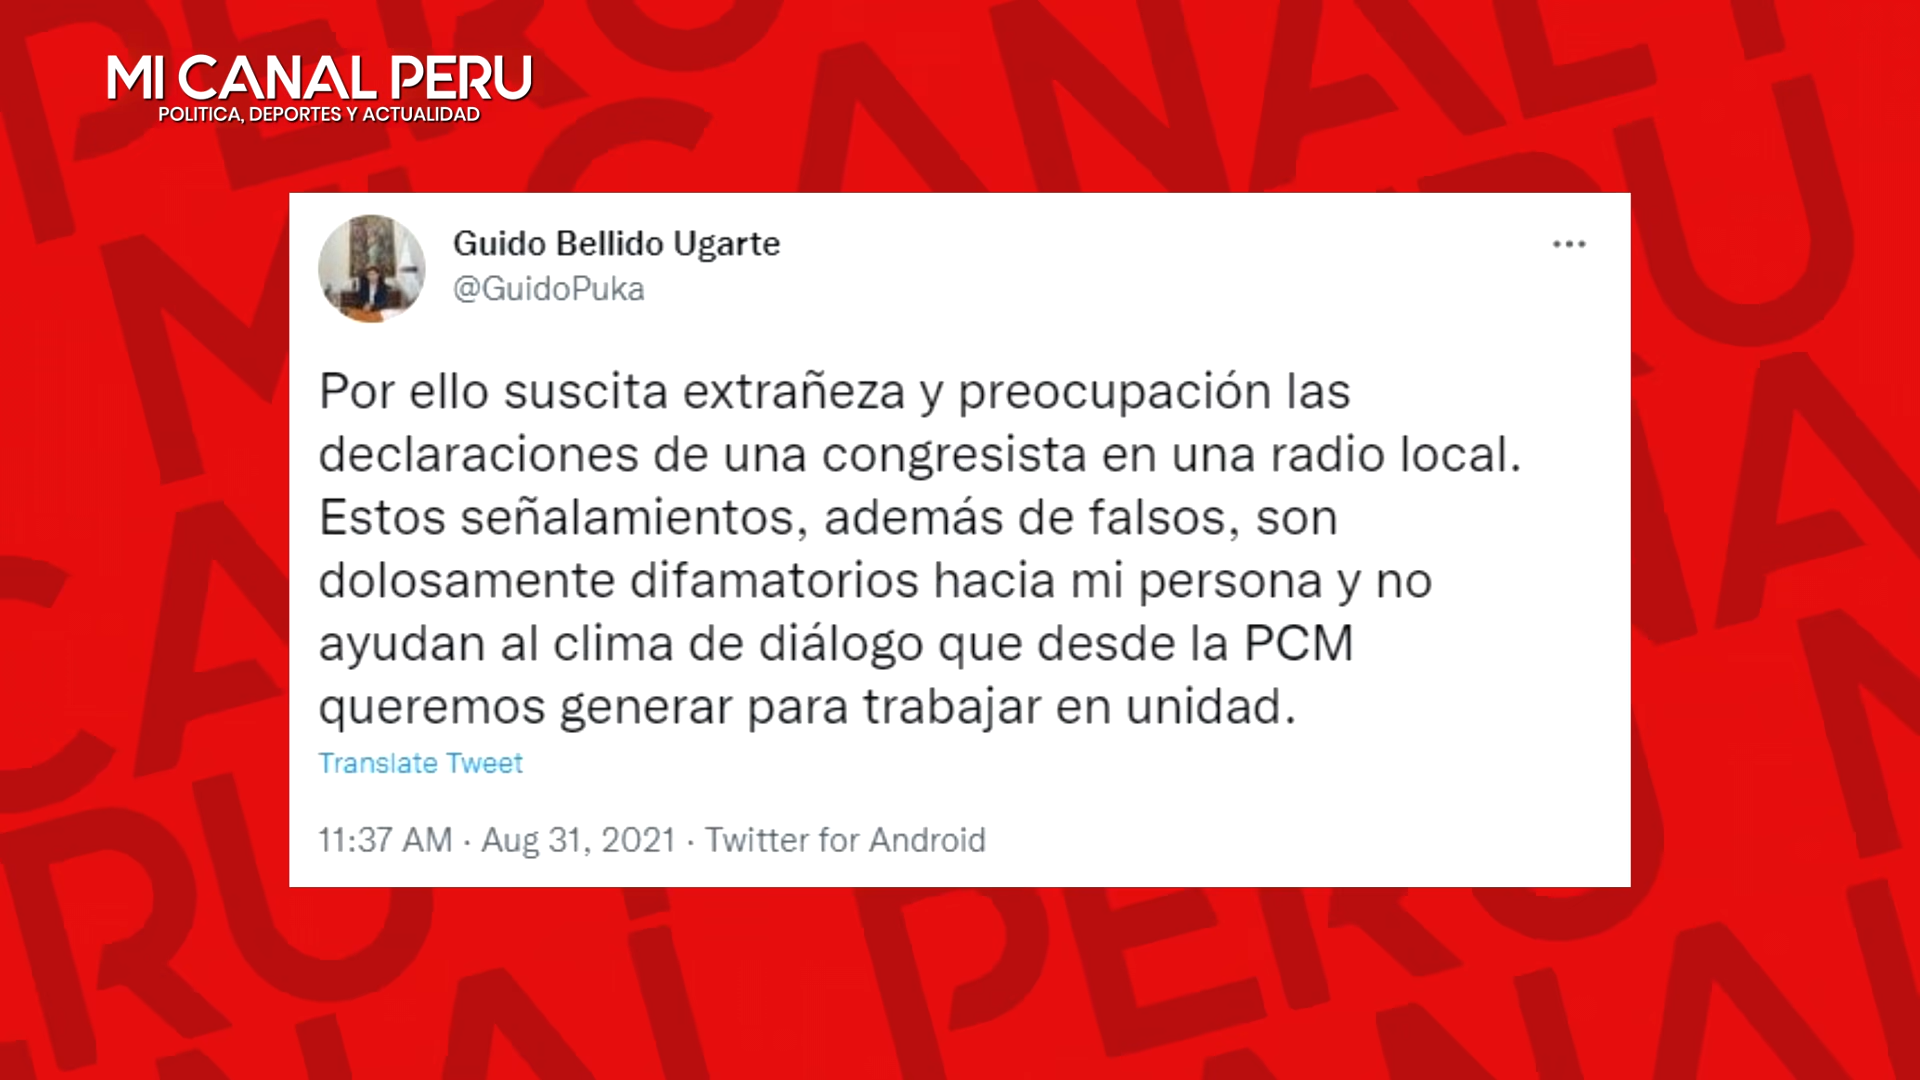 MI CANAL PERU
POLITICA, DEPORTES Y ACTUALIDAD
Guido Bellido Ugarte
@GuidoPuka
Por ello suscita extrañeza y preocupación las
declaraciones de una congresista en una radio local.
Estos señalamientos, además de falsos, son
dolosamente difamatorios hacia mi persona y no
ayudan al clima de diálogo que desde la PCM
queremos generar para trabajar en unidad.
Translate Tweet
11:37 AM · Aug 31, 2021 · Twitter for Android